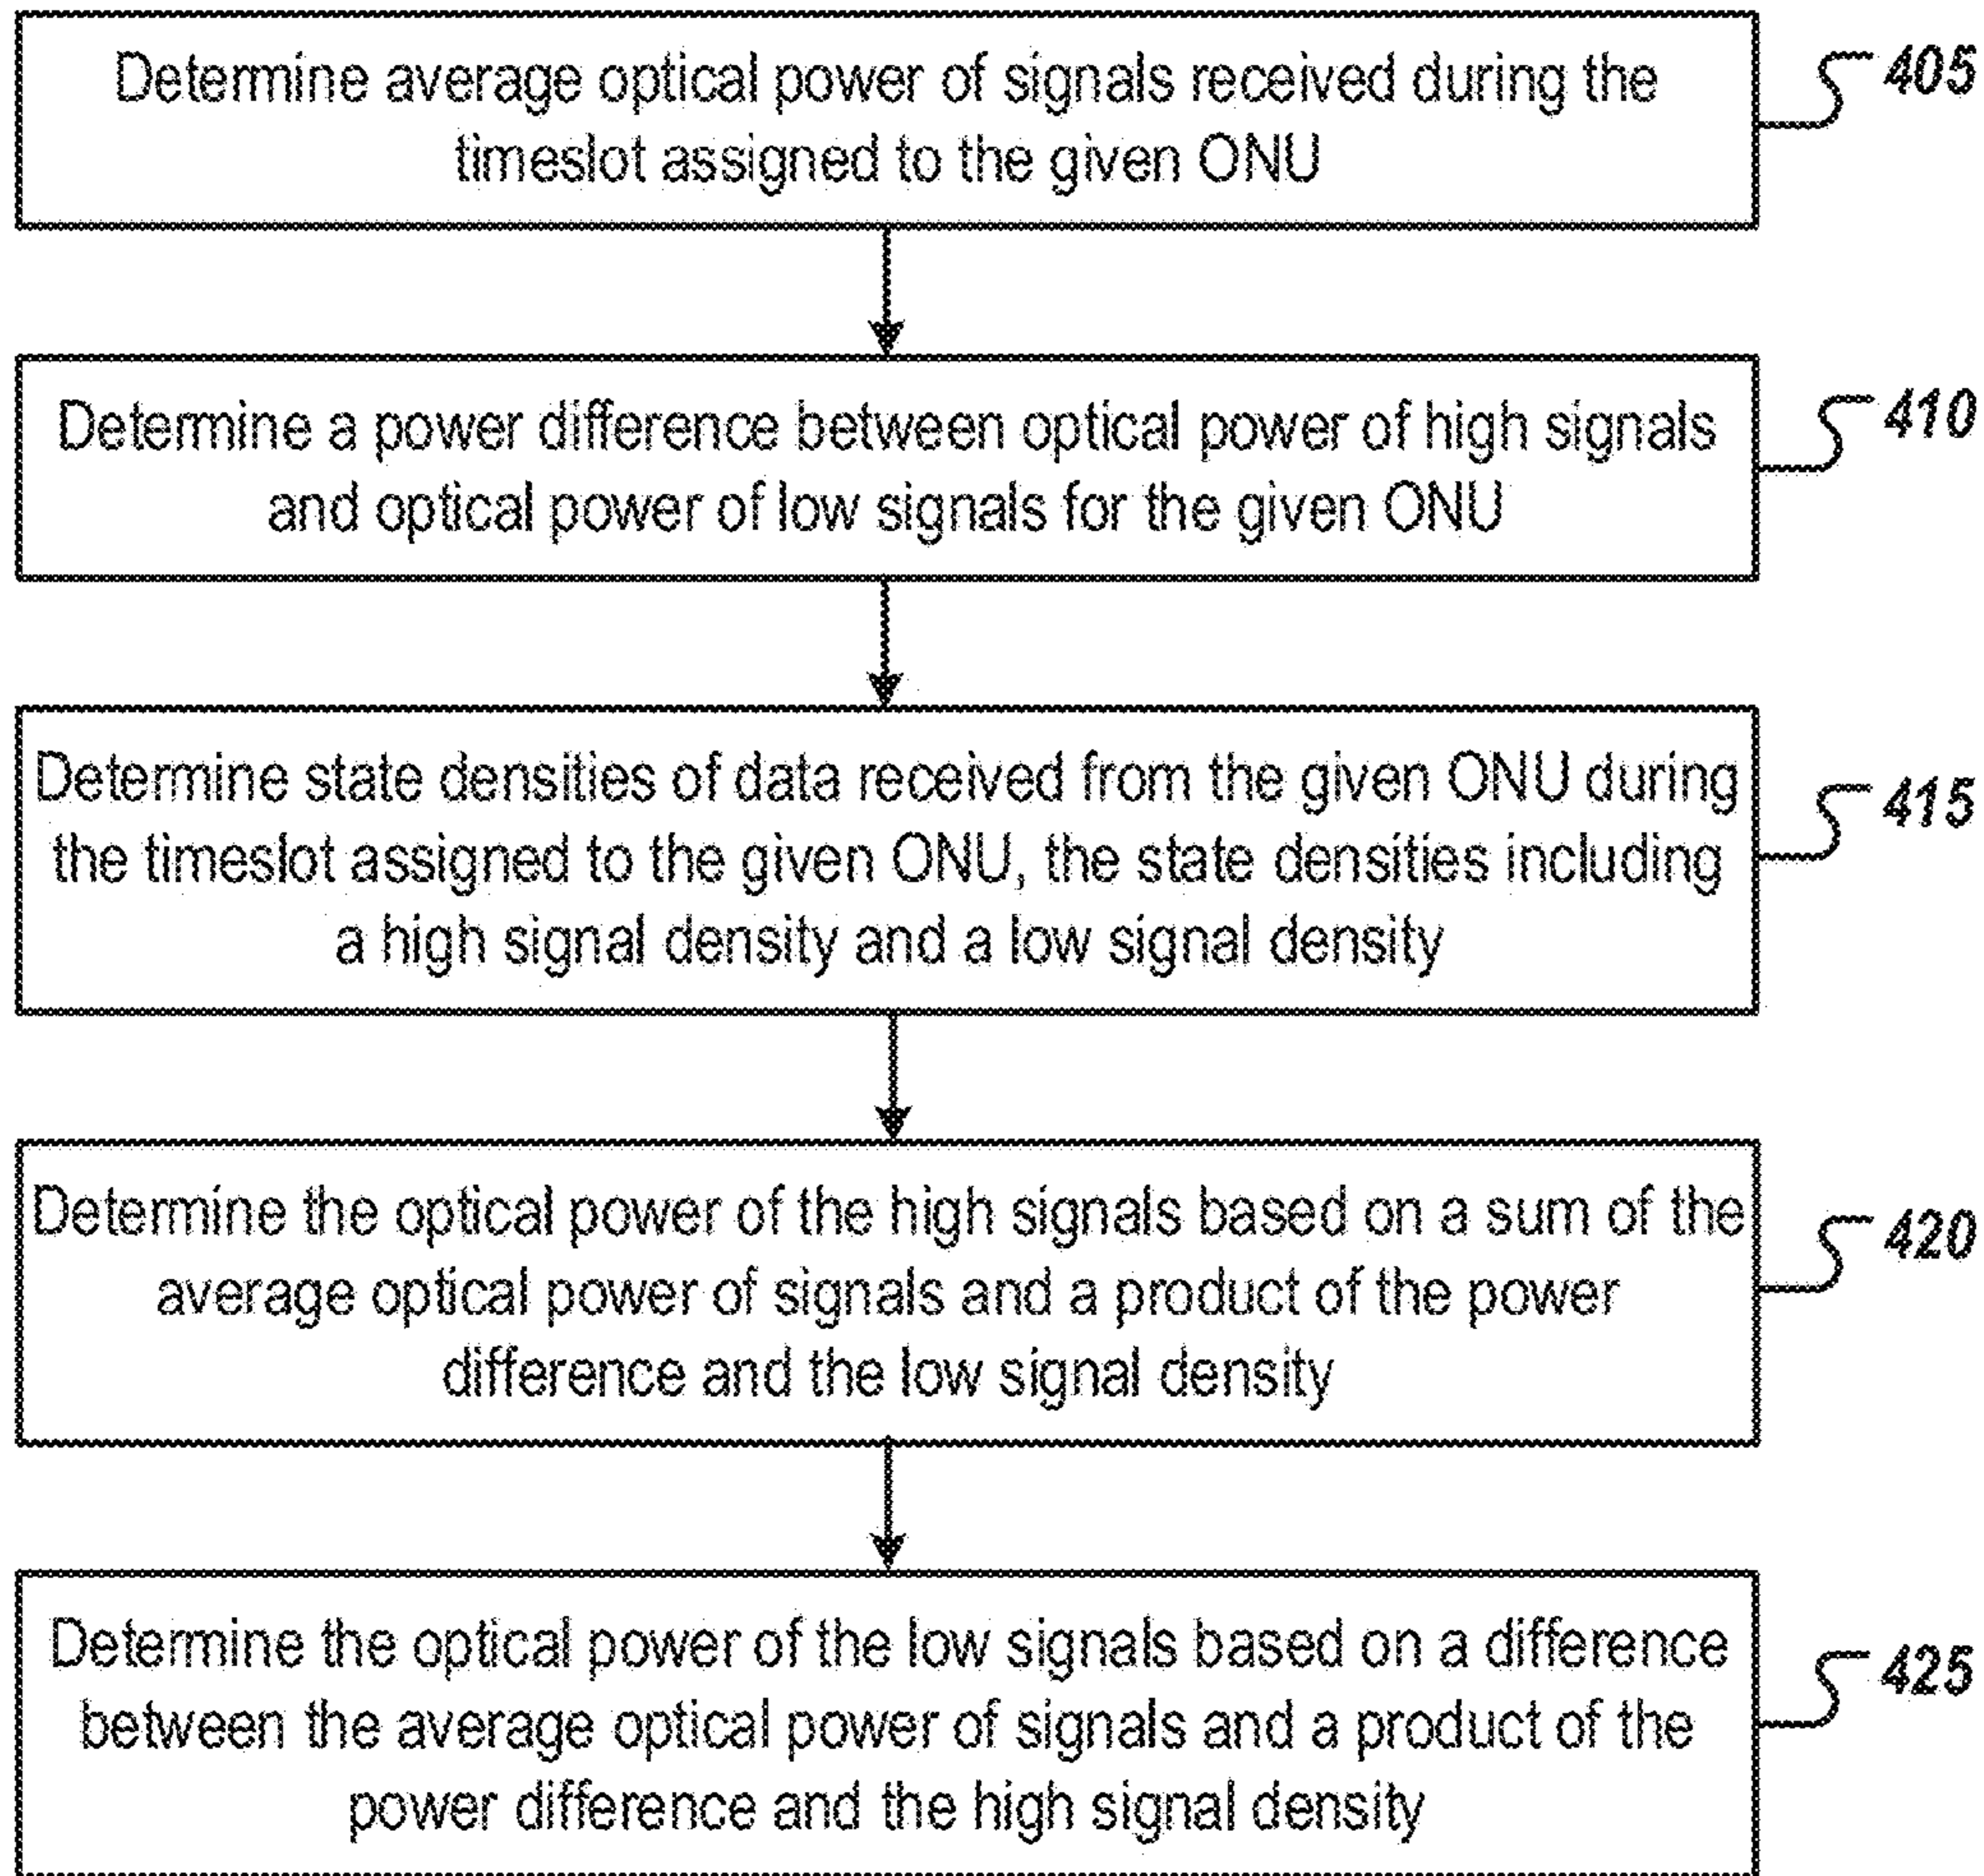 Determine average optical power of signals received during the
timeslot assigned to the given ONU
405
Determine a power difference between optical power of high signals
and optical power of low signals for the given ONU
410
Determine state densities of data received from the given ONU during
the timeslot assigned to the given ONU, the state densities including
a high signal density and a low signal density
415
Determine the optical power of the high signals based on a sum of the
average optical power of signals and a product of the power
difference and the low signal density
420
Determine the optical power of the low signals based on a difference
between the average optical power of signals and a product of the
power difference and the high signal density
425